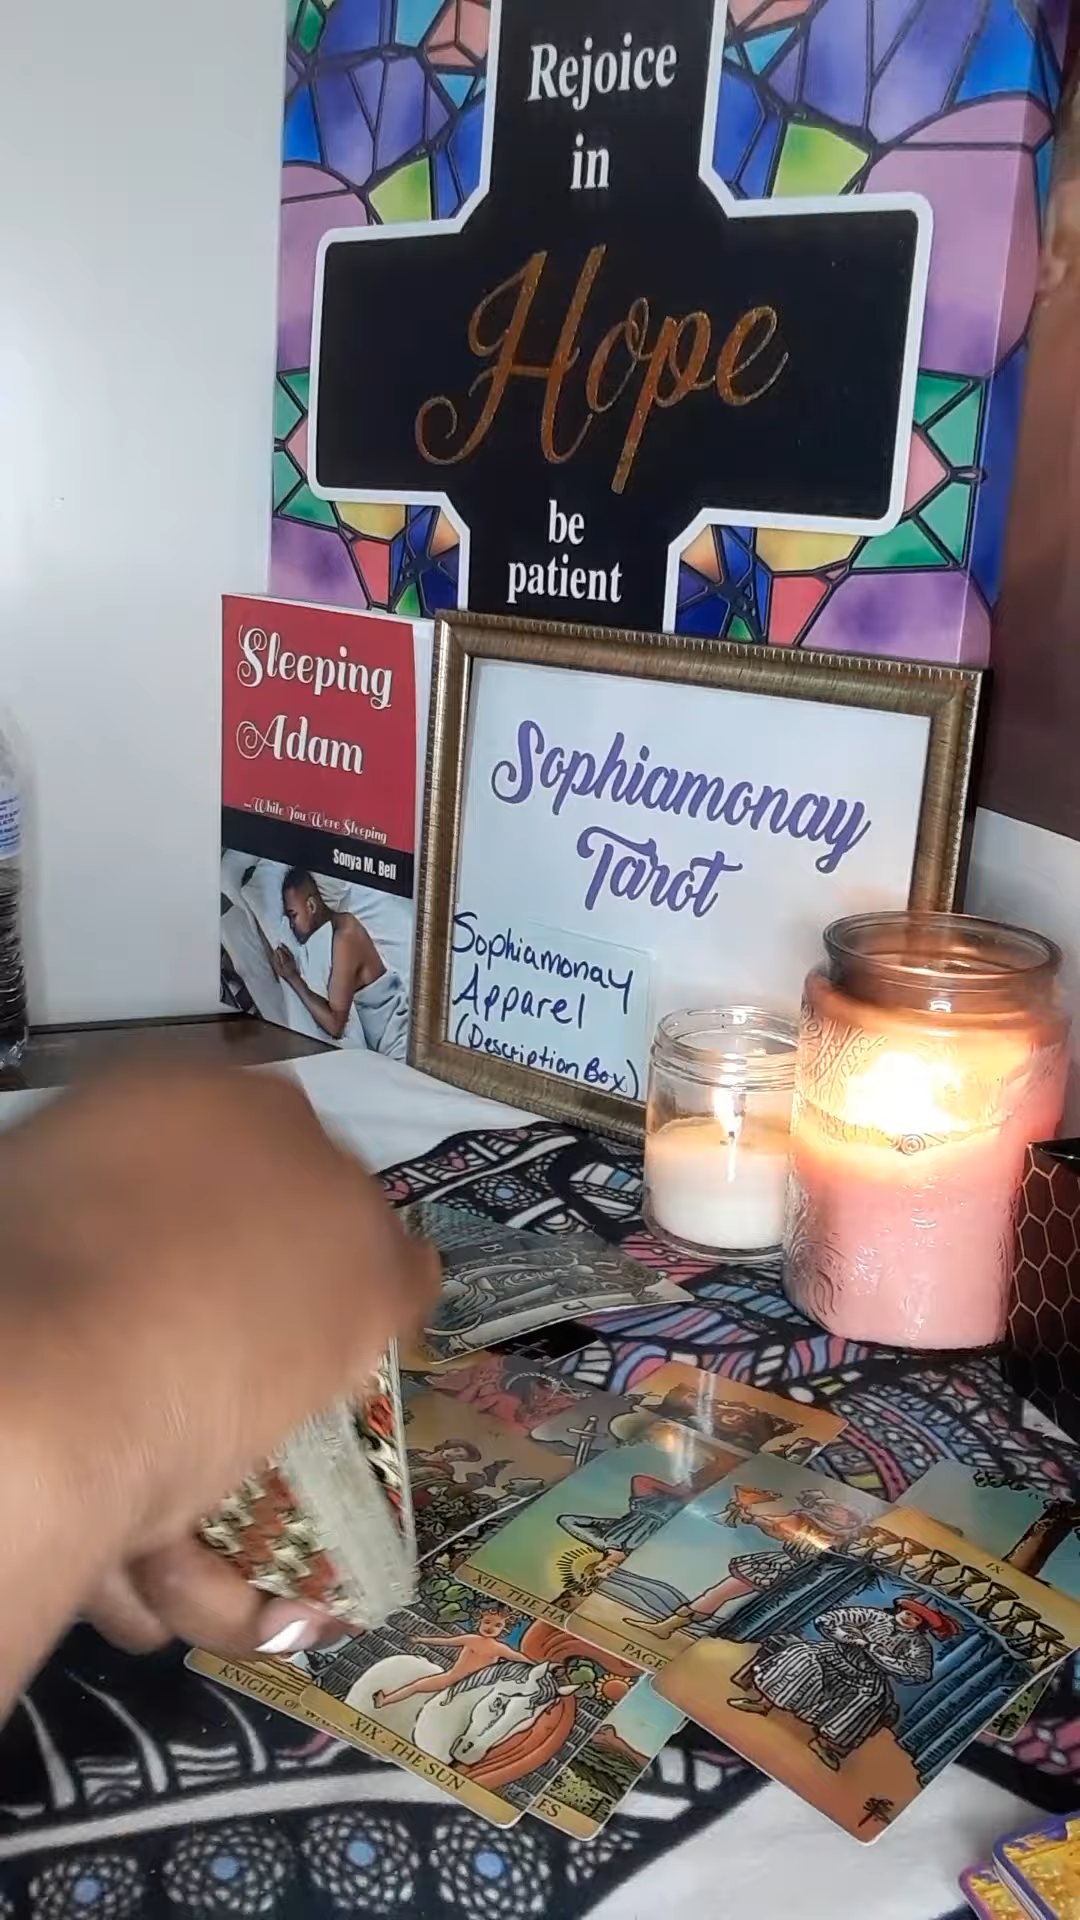 Rejoice
in
Hope
be
patient
Sleeping
Adam
...While You Were Sleeping
Sonya M. Bell
Sophiamonay
Tarot
Sophiamonay
Apparel
(Description Box)
XII · THE HA
PAGE
IX
KNIGHT O
XIX · THE SUN
ES